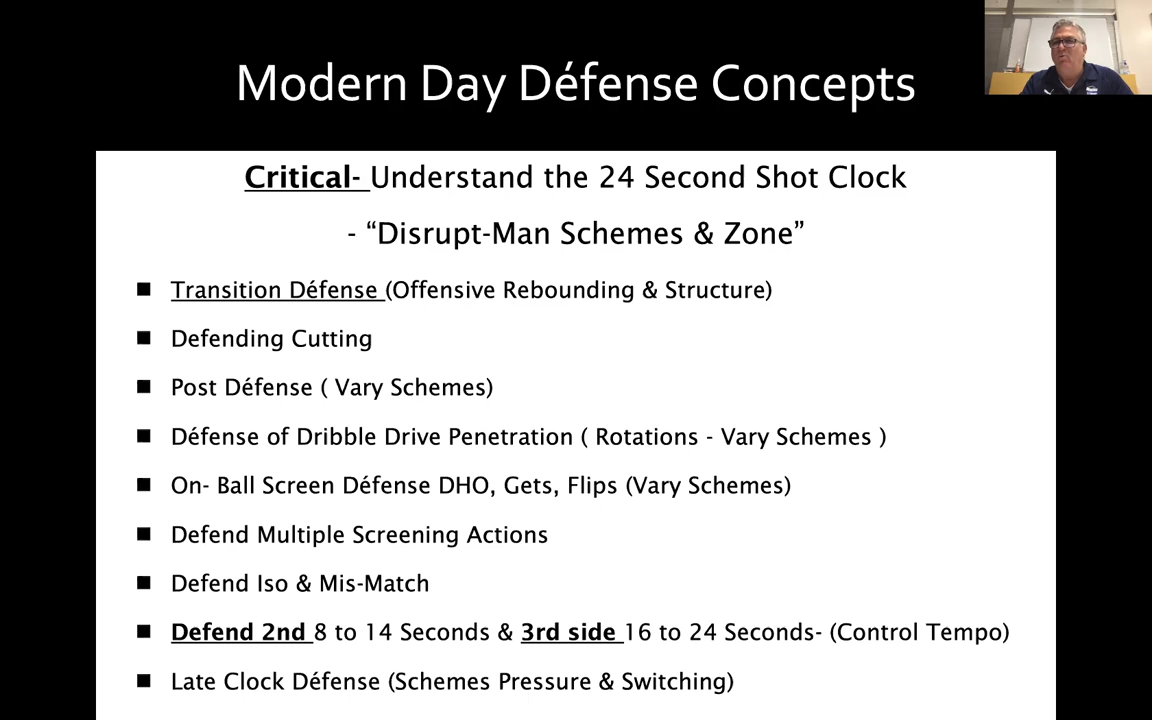 Modern Day Défense Concepts
Critical- Understand the 24 Second Shot Clock
- “Disrupt-Man Schemes & Zone”
■ Transition Défense (Offensive Rebounding & Structure)
■ Defending Cutting
■ Post Défense ( Vary Schemes)
■ Défense of Dribble Drive Penetration ( Rotations - Vary Schemes )
■ On- Ball Screen Défense DHO, Gets, Flips (Vary Schemes)
■ Defend Multiple Screening Actions
■ Defend Iso & Mis-Match
■ Defend 2nd 8 to 14 Seconds & 3rd side 16 to 24 Seconds- (Control Tempo)
■ Late Clock Défense (Schemes Pressure & Switching)